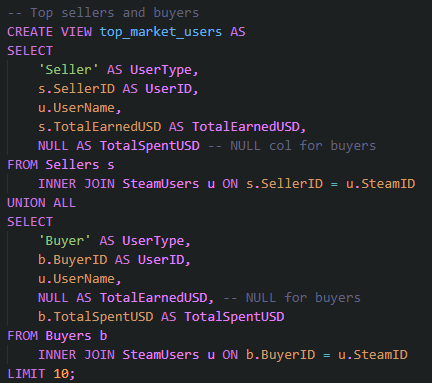 -- Top sellers and buyers
CREATE VIEW top_market_users AS
SELECT
    'Seller' AS UserType,
    s.SellerID AS UserID,
    u.UserName,
    s.TotalEarnedUSD AS TotalEarnedUSD,
    NULL AS TotalSpentUSD -- NULL col for buyers
FROM Sellers s
    INNER JOIN SteamUsers u ON s.SellerID = u.SteamID
UNION ALL
SELECT
    'Buyer' AS UserType,
    b.BuyerID AS UserID,
    u.UserName,
    NULL AS TotalEarnedUSD, -- NULL for buyers
    b.TotalSpentUSD AS TotalSpentUSD
FROM Buyers b
    INNER JOIN SteamUsers u ON b.BuyerID = u.SteamID
LIMIT 10;